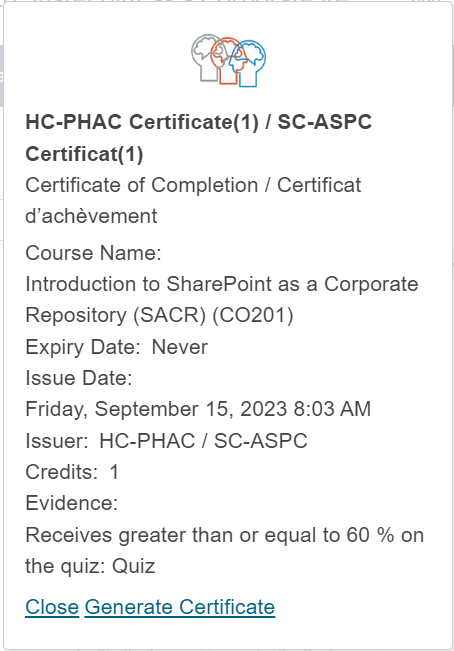 HC-PHAC Certificate(1) / SC-ASPC
Certificat(1)
Certificate of Completion / Certificat
d’achèvement
Course Name:
Introduction to SharePoint as a Corporate
Repository (SACR) (CO201)
Expiry Date: Never
Issue Date:
Friday, September 15, 2023 8:03 AM
Issuer: HC-PHAC / SC-ASPC
Credits: 1
Evidence:
Receives greater than or equal to 60 % on
the quiz: Quiz
Close Generate Certificate